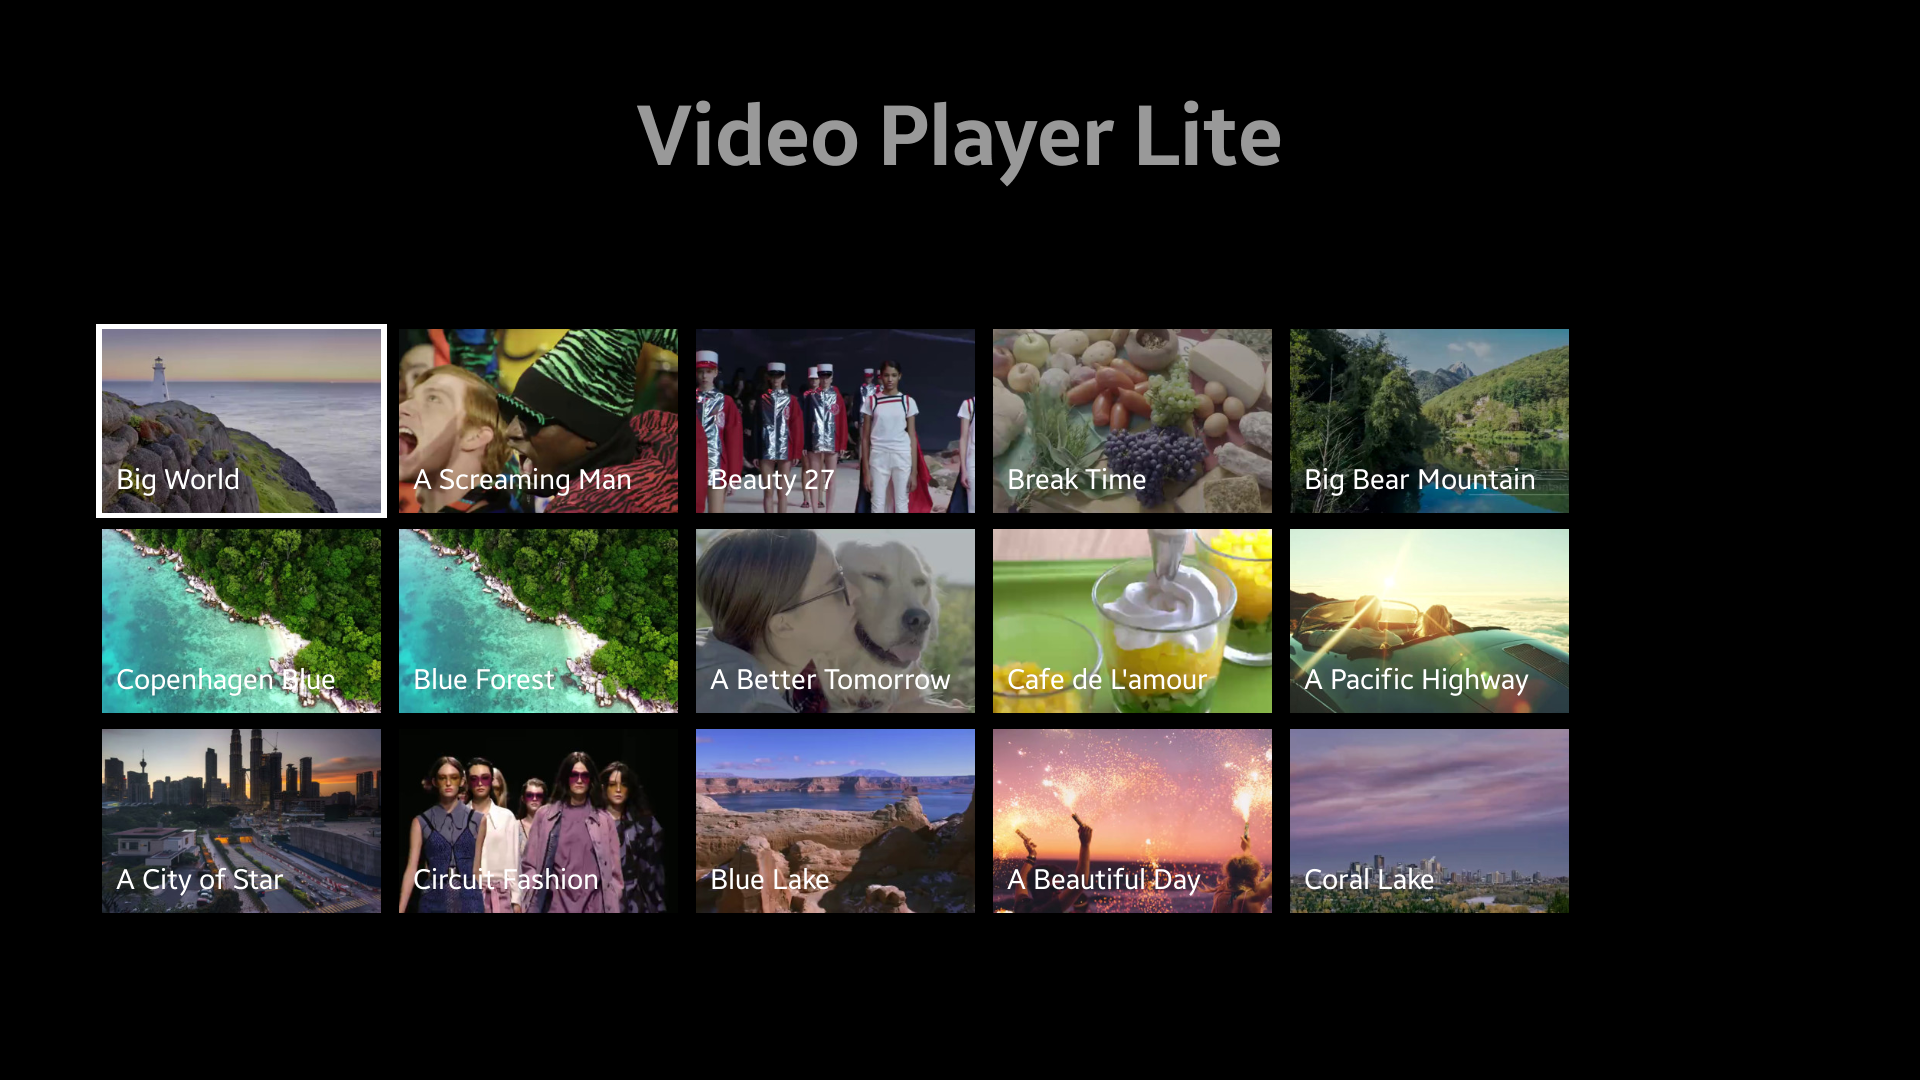 Video Player Lite
Big World
A Screaming Man
Beauty 27
Break Time
Big Bear Mountain
Copenhagen Blue
Blue Forest
A Better Tomorrow
Cafe de L'amour
A Pacific Highway
A City of Star
Circuit Fashion
Blue Lake
A Beautiful Day
Coral Lake